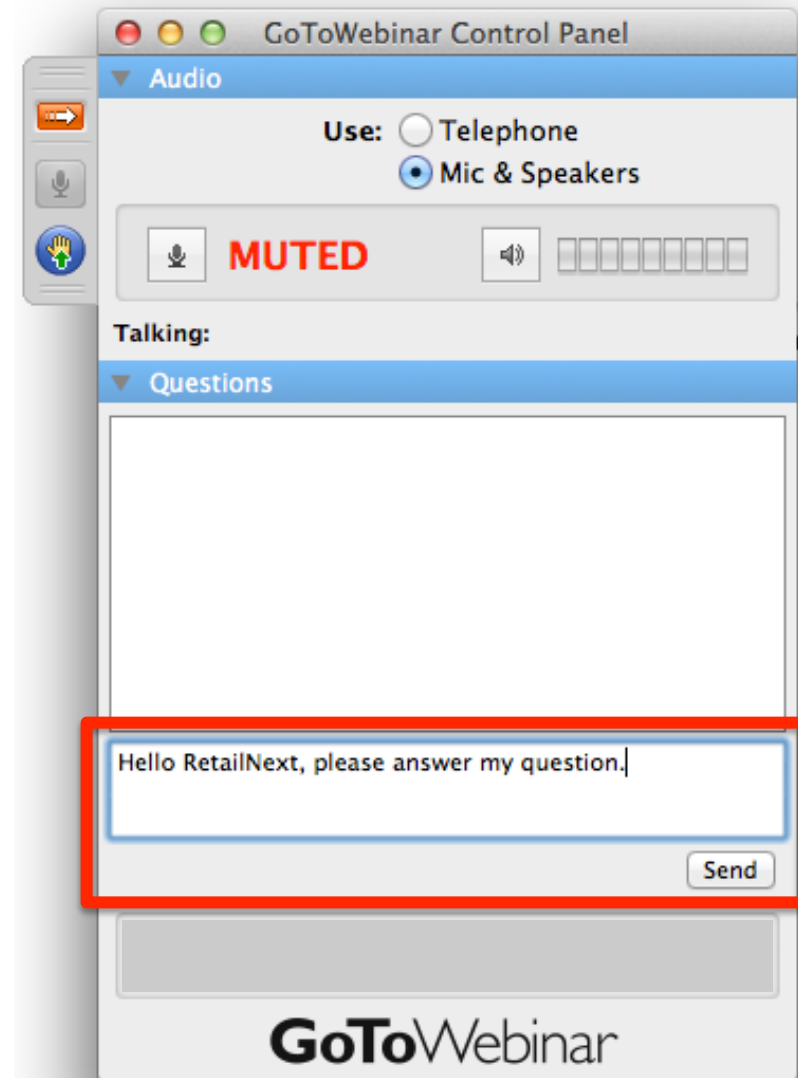 GoToWebinar Control Panel
Audio
Use: Telephone
Mic & Speakers
MUTED
Talking:
Questions
Hello RetailNext, please answer my question.
Send
GoToWebinar